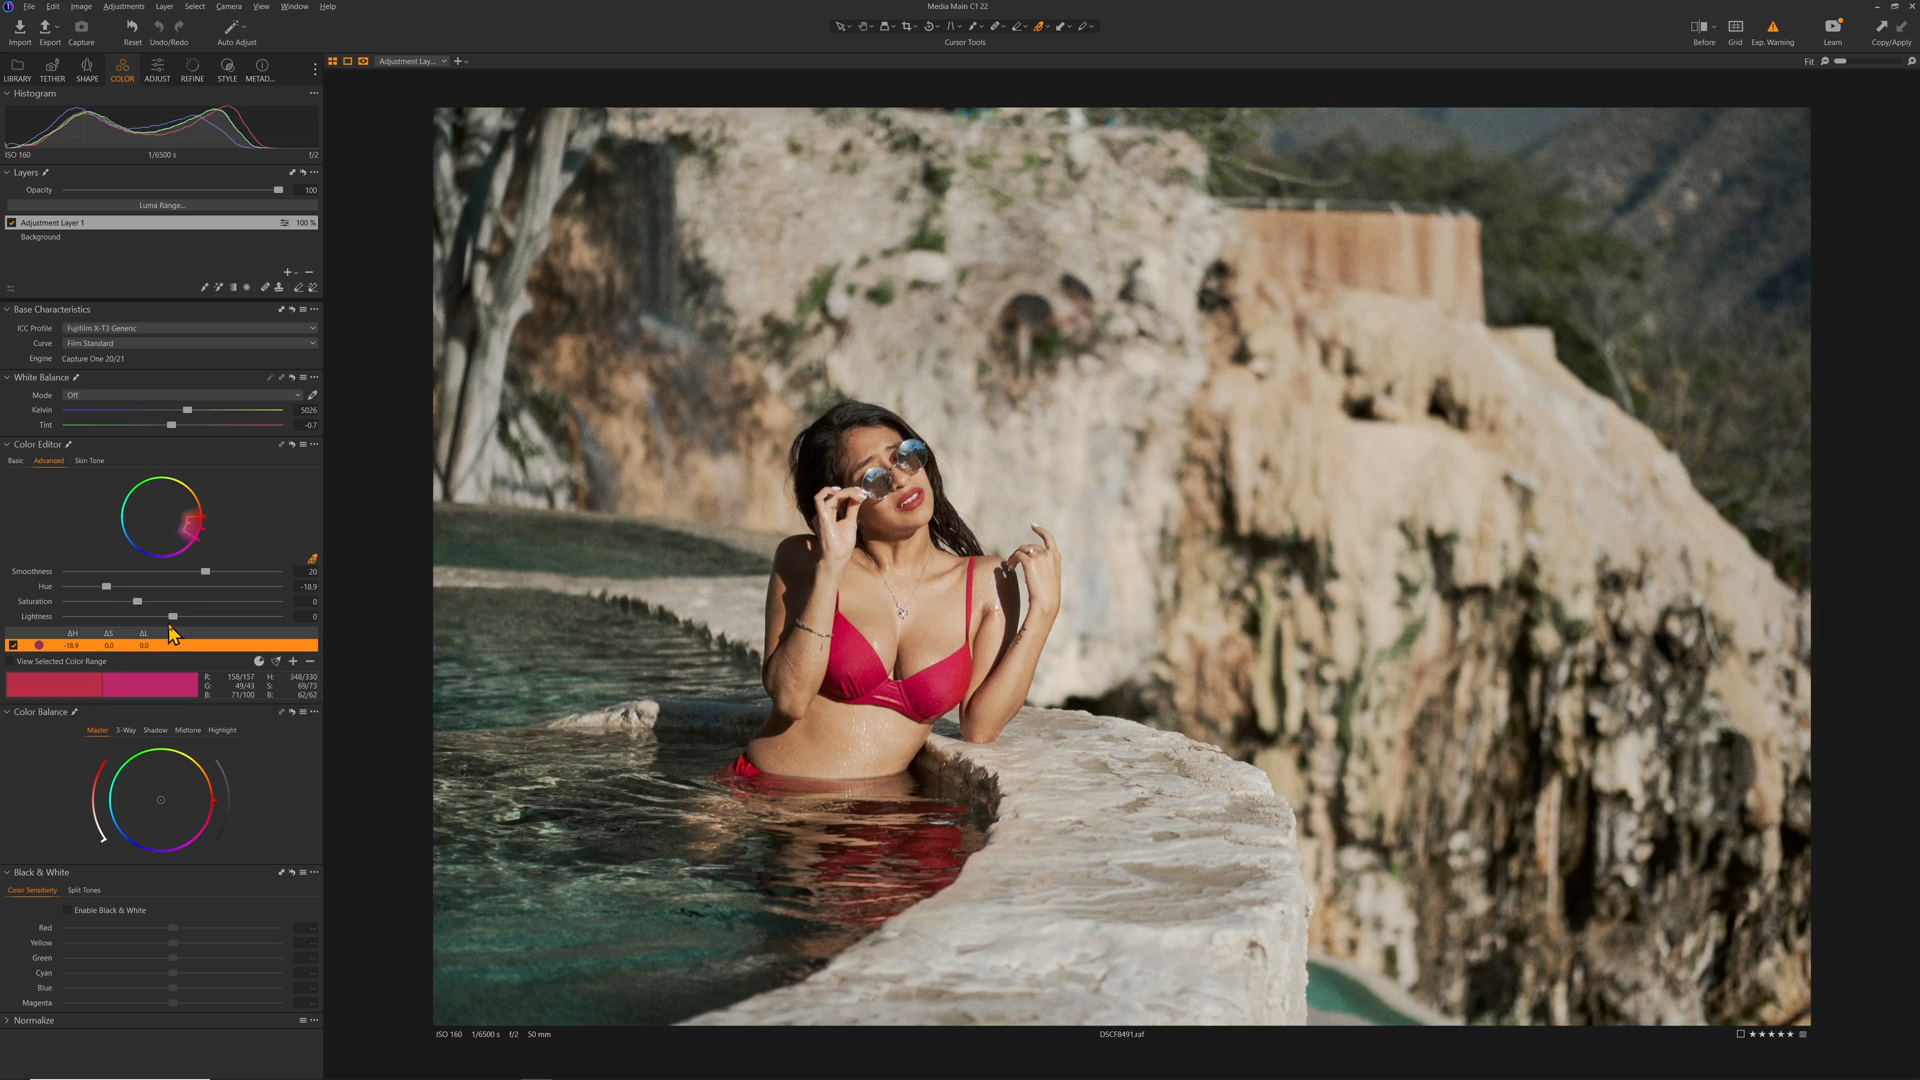 File Edit Image Adjustments Layer Select Camera View Window Help
Media Main C1 22
Import Export Capture Reset Undo/Redo Auto Adjust
Cursor Tools
Before Grid Exp. Warning Learn Copy/Apply
LIBRARY TETHER SHAPE COLOR ADJUST REFINE STYLE METAD...
Adjustment Lay...
Fit
Histogram
ISO 160 1/6500 s f/2
Layers
Opacity 100
Luma Range...
Adjustment Layer 1 100 %
Background
Base Characteristics
ICC Profile Fujifilm X-T3 Generic
Curve Film Standard
Engine Capture One 20/21
White Balance
Mode Off
Kelvin 5026
Tint -0.7
Color Editor
Basic Advanced Skin Tone
Smoothness 20
Hue -18.9
Saturation 0
Lightness 0
ΔH ΔS ΔL
-18.9 0.0 0.0
View Selected Color Range
R: 158/157 H: 348/330
G: 49/43 S: 69/73
B: 71/100 B: 62/62
Color Balance
Master 3-Way Shadow Midtone Highlight
Black & White
Color Sensitivity Split Tones
Enable Black & White
Red --
Yellow --
Green --
Cyan --
Blue --
Magenta --
Normalize
ISO 160 1/6500 s f/2 50 mm
DSCF8491.raf